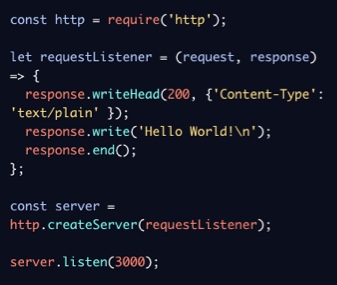 const http = require('http');
let requestListener = (request, response)
=> {
response.writeHead(200, {'Content-Type':
'text/plain' });
response.write('Hello World!\n');
response.end();
};
const server =
http.createServer(requestListener);
server.listen(3000);